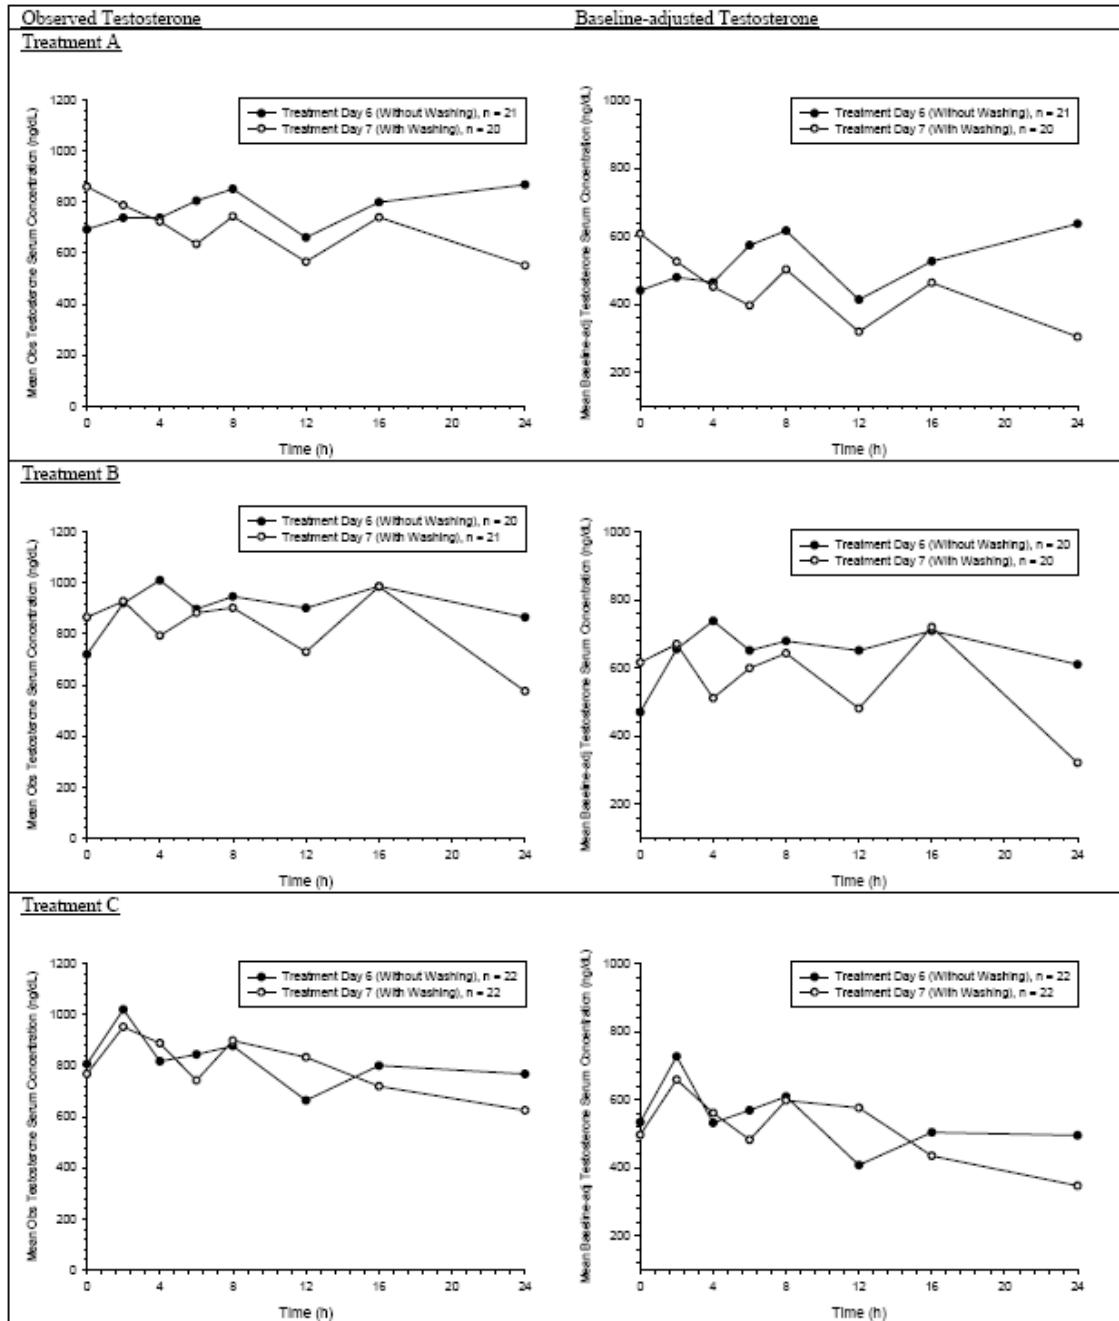 Observed Testosterone
Baseline-adjusted Testosterone
Treatment A
Mean Obs Testosterone Serum Concentration (ng/dL)
1200
1000
800
600
400
200
0
Treatment Day 6 (Without Washing), n = 21
Treatment Day 7 (With Washing), n = 20
0 4 8 12 16 20 24
Time (h)
Mean Baseline-adj Testosterone Serum Concentration (ng/dL)
1000
800
600
400
200
Treatment Day 6 (Without Washing), n = 21
Treatment Day 7 (With Washing), n = 20
0 4 8 12 16 20 24
Time (h)
Treatment B
Mean Obs Testosterone Serum Concentration (ng/dL)
1200
1000
800
600
400
200
0
Treatment Day 6 (Without Washing), n = 20
Treatment Day 7 (With Washing), n = 21
0 4 8 12 16 20 24
Time (h)
Mean Baseline-adj Testosterone Serum Concentration (ng/dL)
1000
800
600
400
200
Treatment Day 6 (Without Washing), n = 20
Treatment Day 7 (With Washing), n = 20
0 4 8 12 16 20 24
Time (h)
Treatment C
Mean Obs Testosterone Serum Concentration (ng/dL)
1200
1000
800
600
400
200
0
Treatment Day 6 (Without Washing), n = 22
Treatment Day 7 (With Washing), n = 22
0 4 8 12 16 20 24
Time (h)
Mean Baseline-adj Testosterone Serum Concentration (ng/dL)
1000
800
600
400
200
Treatment Day 6 (Without Washing), n = 22
Treatment Day 7 (With Washing), n = 22
0 4 8 12 16 20 24
Time (h)